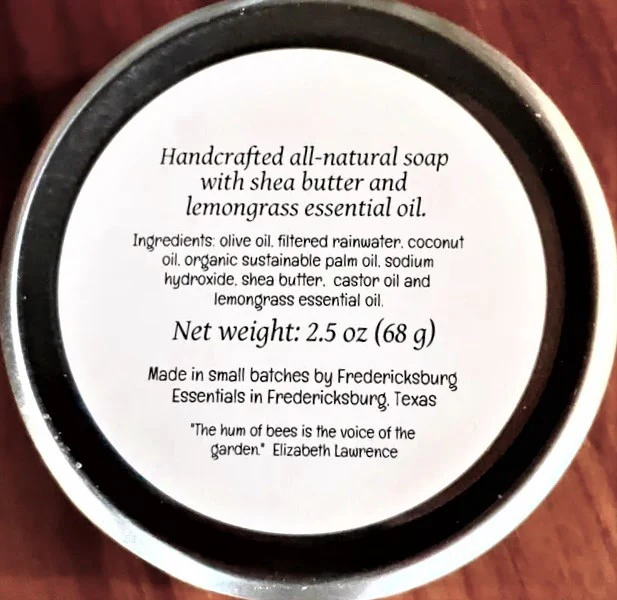 Handcrafted all-natural soap
with shea butter and
lemongrass essential oil.
Ingredients: olive oil, filtered rainwater, coconut
oil, organic sustainable palm oil, sodium
hydroxide, shea butter, castor oil and
lemongrass essential oil.
Net weight: 2.5 oz (68 g)
Made in small batches by Fredericksburg
Essentials in Fredericksburg, Texas
"The hum of bees is the voice of the
garden." Elizabeth Lawrence